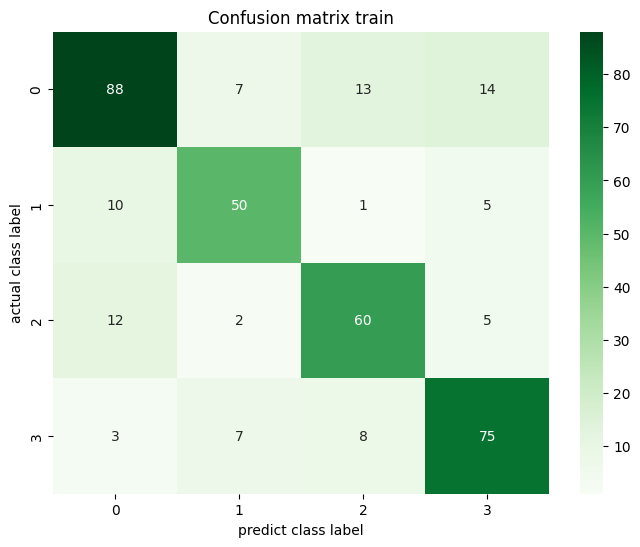 Confusion matrix train
actual class label
0 88 7 13 14
1 10 50 1 5
2 12 2 60 5
3 3 7 8 75
0 1 2 3
predict class label
80
70
60
50
40
30
20
10